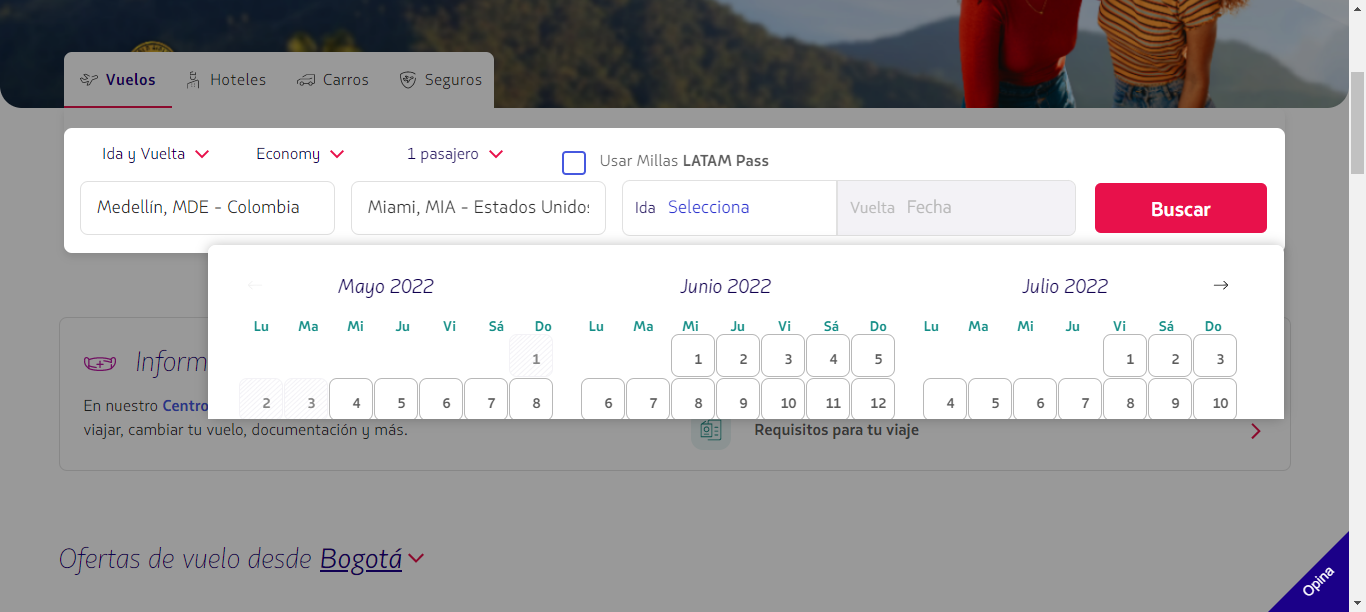 Vuelos Hoteles Carros Seguros
Ida y Vuelta Economy 1 pasajero Usar Millas LATAM Pass
Medellín, MDE - Colombia Miami, MIA - Estados Ida Selecciona Vuelta Fecha Buscar
Mayo 2022 Junio 2022 Julio 2022
Lu Ma Mi Ju Vi Sá Do Lu Ma Mi Ju Vi Sá Do Lu Ma Mi Ju Vi Sá Do
1 1 2 3 4 5 1 2 3
2 3 4 5 6 7 8 6 7 8 9 10 11 12 4 5 6 7 8 9 10
En nuestro Centro
viajar, cambiar tu vuelo, documentación y más.
Requisitos para tu viaje
Ofertas de vuelo desde Bogotá
Opina